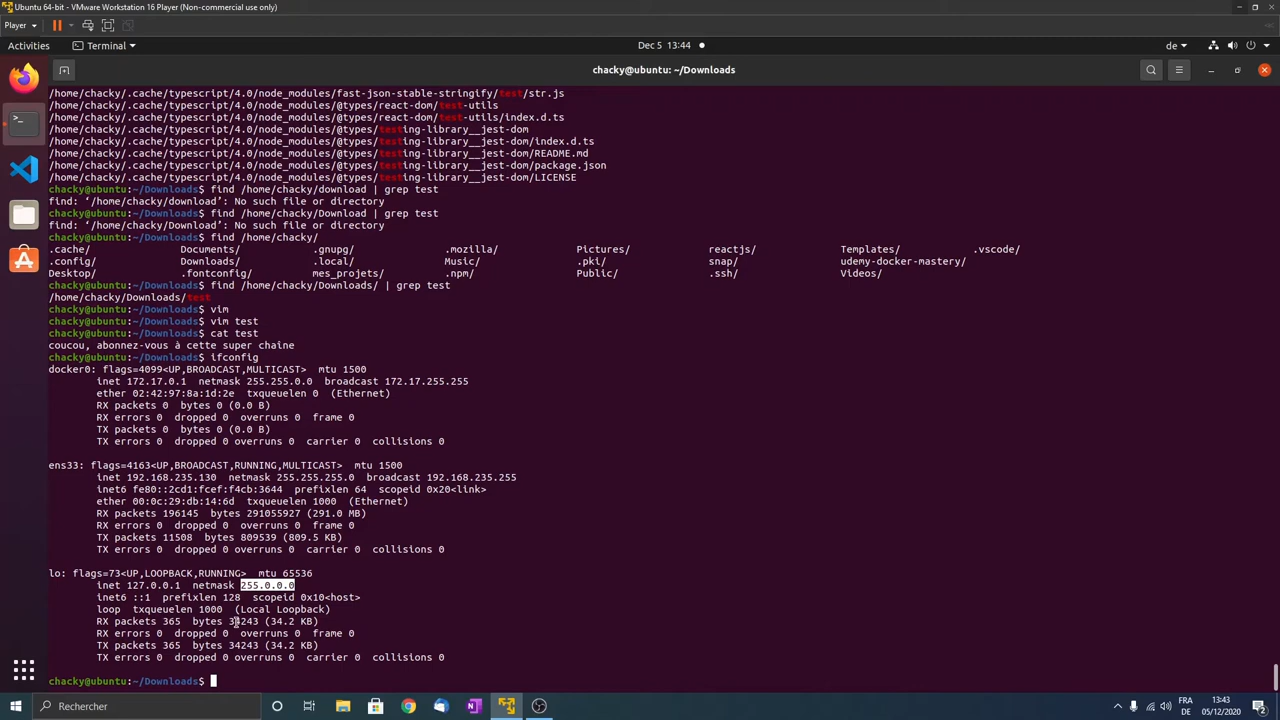 Ubuntu 64-bit - VMware Workstation 16 Player (Non-commercial use only)
Player
Activities
Terminal
Dec 5 13:44
de
chacky@ubuntu: ~/Downloads
/home/chacky/.cache/typescript/4.0/node_modules/fast-json-stable-stringify/test/str.js
/home/chacky/.cache/typescript/4.0/node_modules/@types/react-dom/test-utils
/home/chacky/.cache/typescript/4.0/node_modules/@types/react-dom/test-utils/index.d.ts
/home/chacky/.cache/typescript/4.0/node_modules/@types/testing-library__jest-dom
/home/chacky/.cache/typescript/4.0/node_modules/@types/testing-library__jest-dom/index.d.ts
/home/chacky/.cache/typescript/4.0/node_modules/@types/testing-library__jest-dom/README.md
/home/chacky/.cache/typescript/4.0/node_modules/@types/testing-library__jest-dom/package.json
/home/chacky/.cache/typescript/4.0/node_modules/@types/testing-library__jest-dom/LICENSE
chacky@ubuntu:~/Downloads$ find /home/chacky/download | grep test
find: ‘/home/chacky/download’: No such file or directory
chacky@ubuntu:~/Downloads$ find /home/chacky/Download | grep test
find: ‘/home/chacky/Download’: No such file or directory
chacky@ubuntu:~/Downloads$ find /home/chacky/
.cache/ Documents/ .gnupg/ .mozilla/ Pictures/ reactjs/ Templates/ .vscode/
.config/ Downloads/ .local/ Music/ .pki/ snap/ udemy-docker-mastery/
Desktop/ .fontconfig/ mes_projets/ .npm/ Public/ .ssh/ Videos/
chacky@ubuntu:~/Downloads$ find /home/chacky/Downloads/ | grep test
/home/chacky/Downloads/test
chacky@ubuntu:~/Downloads$ vim
chacky@ubuntu:~/Downloads$ vim test
chacky@ubuntu:~/Downloads$ cat test
coucou, abonnez-vous à cette super chaine
chacky@ubuntu:~/Downloads$ ifconfig
docker0: flags=4099<UP,BROADCAST,MULTICAST> mtu 1500
inet 172.17.0.1 netmask 255.255.0.0 broadcast 172.17.255.255
ether 02:42:97:8a:1d:2e txqueuelen 0 (Ethernet)
RX packets 0 bytes 0 (0.0 B)
RX errors 0 dropped 0 overruns 0 frame 0
TX packets 0 bytes 0 (0.0 B)
TX errors 0 dropped 0 overruns 0 carrier 0 collisions 0
ens33: flags=4163<UP,BROADCAST,RUNNING,MULTICAST> mtu 1500
inet 192.168.235.130 netmask 255.255.255.0 broadcast 192.168.235.255
inet6 fe80::2cd1:fcef:f4cb:3644 prefixlen 64 scopeid 0x20<link>
ether 00:0c:29:db:14:6d txqueuelen 1000 (Ethernet)
RX packets 196145 bytes 291055927 (291.0 MB)
RX errors 0 dropped 0 overruns 0 frame 0
TX packets 11508 bytes 809539 (809.5 KB)
TX errors 0 dropped 0 overruns 0 carrier 0 collisions 0
lo: flags=73<UP,LOOPBACK,RUNNING> mtu 65536
inet 127.0.0.1 netmask 255.0.0.0
inet6 ::1 prefixlen 128 scopeid 0x10<host>
loop txqueuelen 1000 (Local Loopback)
RX packets 365 bytes 34243 (34.2 KB)
RX errors 0 dropped 0 overruns 0 frame 0
TX packets 365 bytes 34243 (34.2 KB)
TX errors 0 dropped 0 overruns 0 carrier 0 collisions 0
chacky@ubuntu:~/Downloads$
Rechercher
FRA
DE
13:43
05/12/2020
2